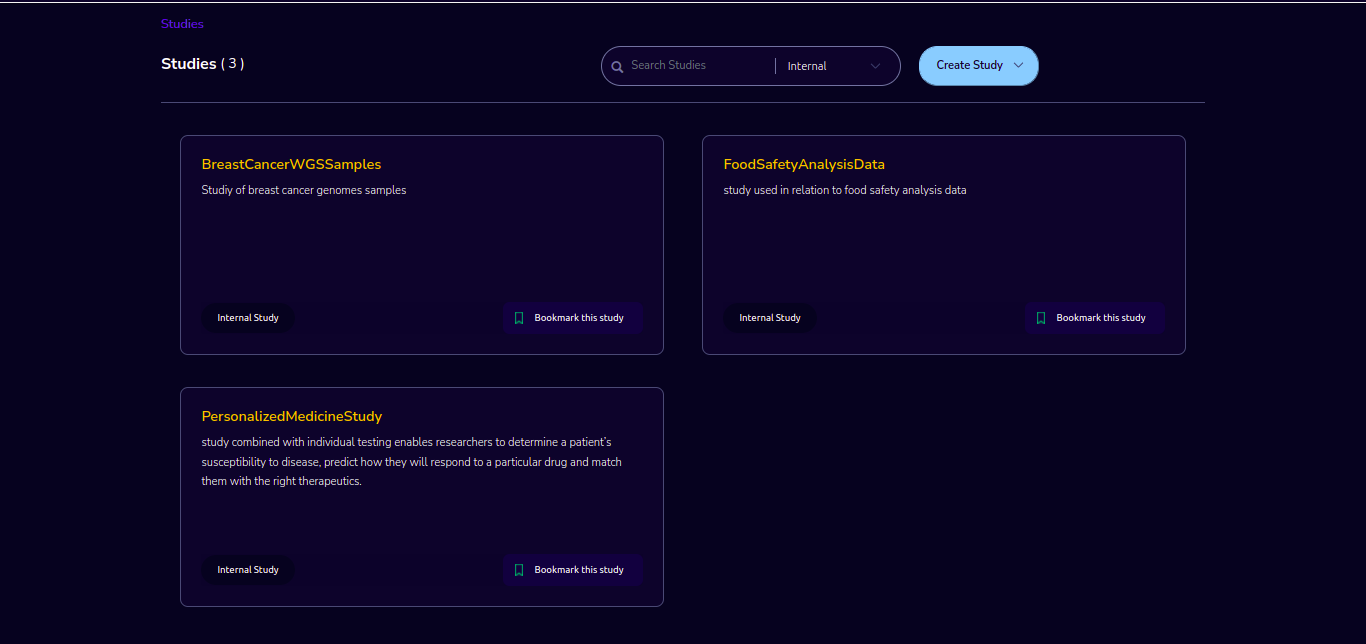 Studies
Studies ( 3 )
Search Studies
Internal
Create Study
BreastCancerWGSSamples
Studiy of breast cancer genomes samples
Internal Study
Bookmark this study
FoodSafetyAnalysisData
study used in relation to food safety analysis data
Internal Study
Bookmark this study
PersonalizedMedicineStudy
study combined with individual testing enables researchers to determine a patient's
susceptibility to disease, predict how they will respond to a particular drug and match
them with the right therapeutics.
Internal Study
Bookmark this study